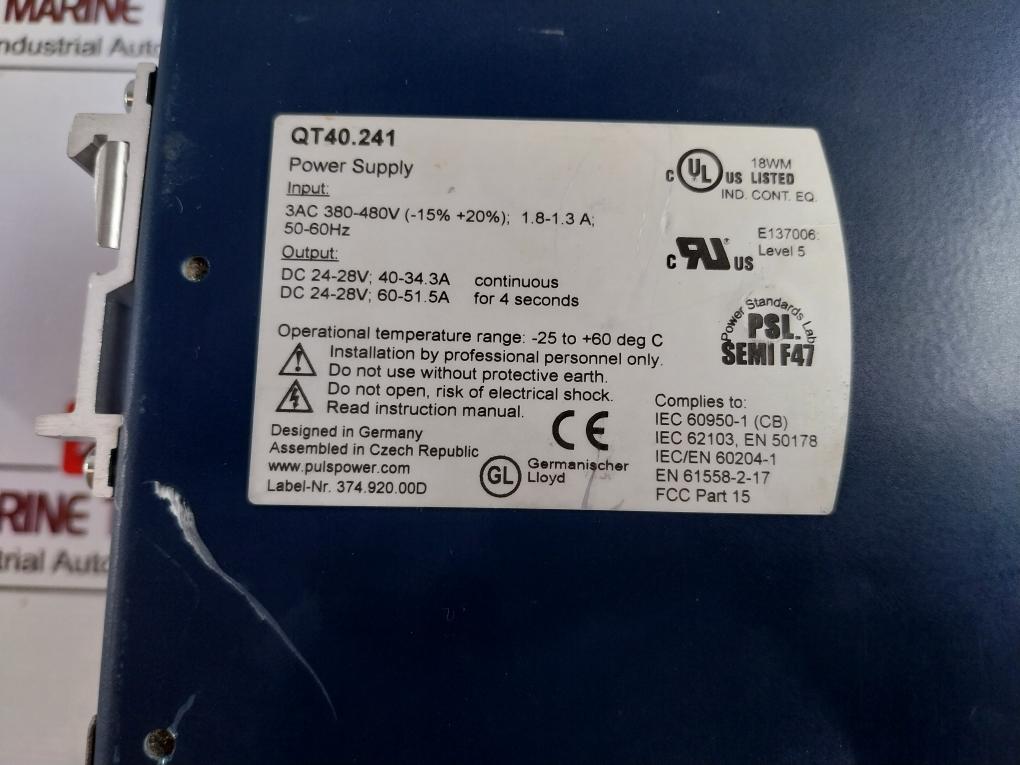 MARINE
ndustrial Auto
QT40.241
Power Supply
Input:
3AC 380-480V (-15% +20%); 1.8-1.3 A;
50-60Hz
Output:
DC 24-28V; 40-34.3A continuous
DC 24-28V; 60-51.5A for 4 seconds
Operational temperature range: -25 to +60 deg C
Installation by professional personnel only.
Do not use without protective earth.
Do not open, risk of electrical shock.
Read instruction manual.
Designed in Germany
Assembled in Czech Republic
www.pulspower.com
Label-Nr. 374.920.00D
CE
GL Germanischer
Lloyd
C UL US 18WM
LISTED
IND. CONT. EQ.
C RU US E137006:
Level 5
Power Standards Lab
PSL.
SEMI F47
Complies to:
IEC 60950-1 (CB)
IEC 62103, EN 50178
IEC/EN 60204-1
EN 61558-2-17
FCC Part 15
RINE
trial Auto